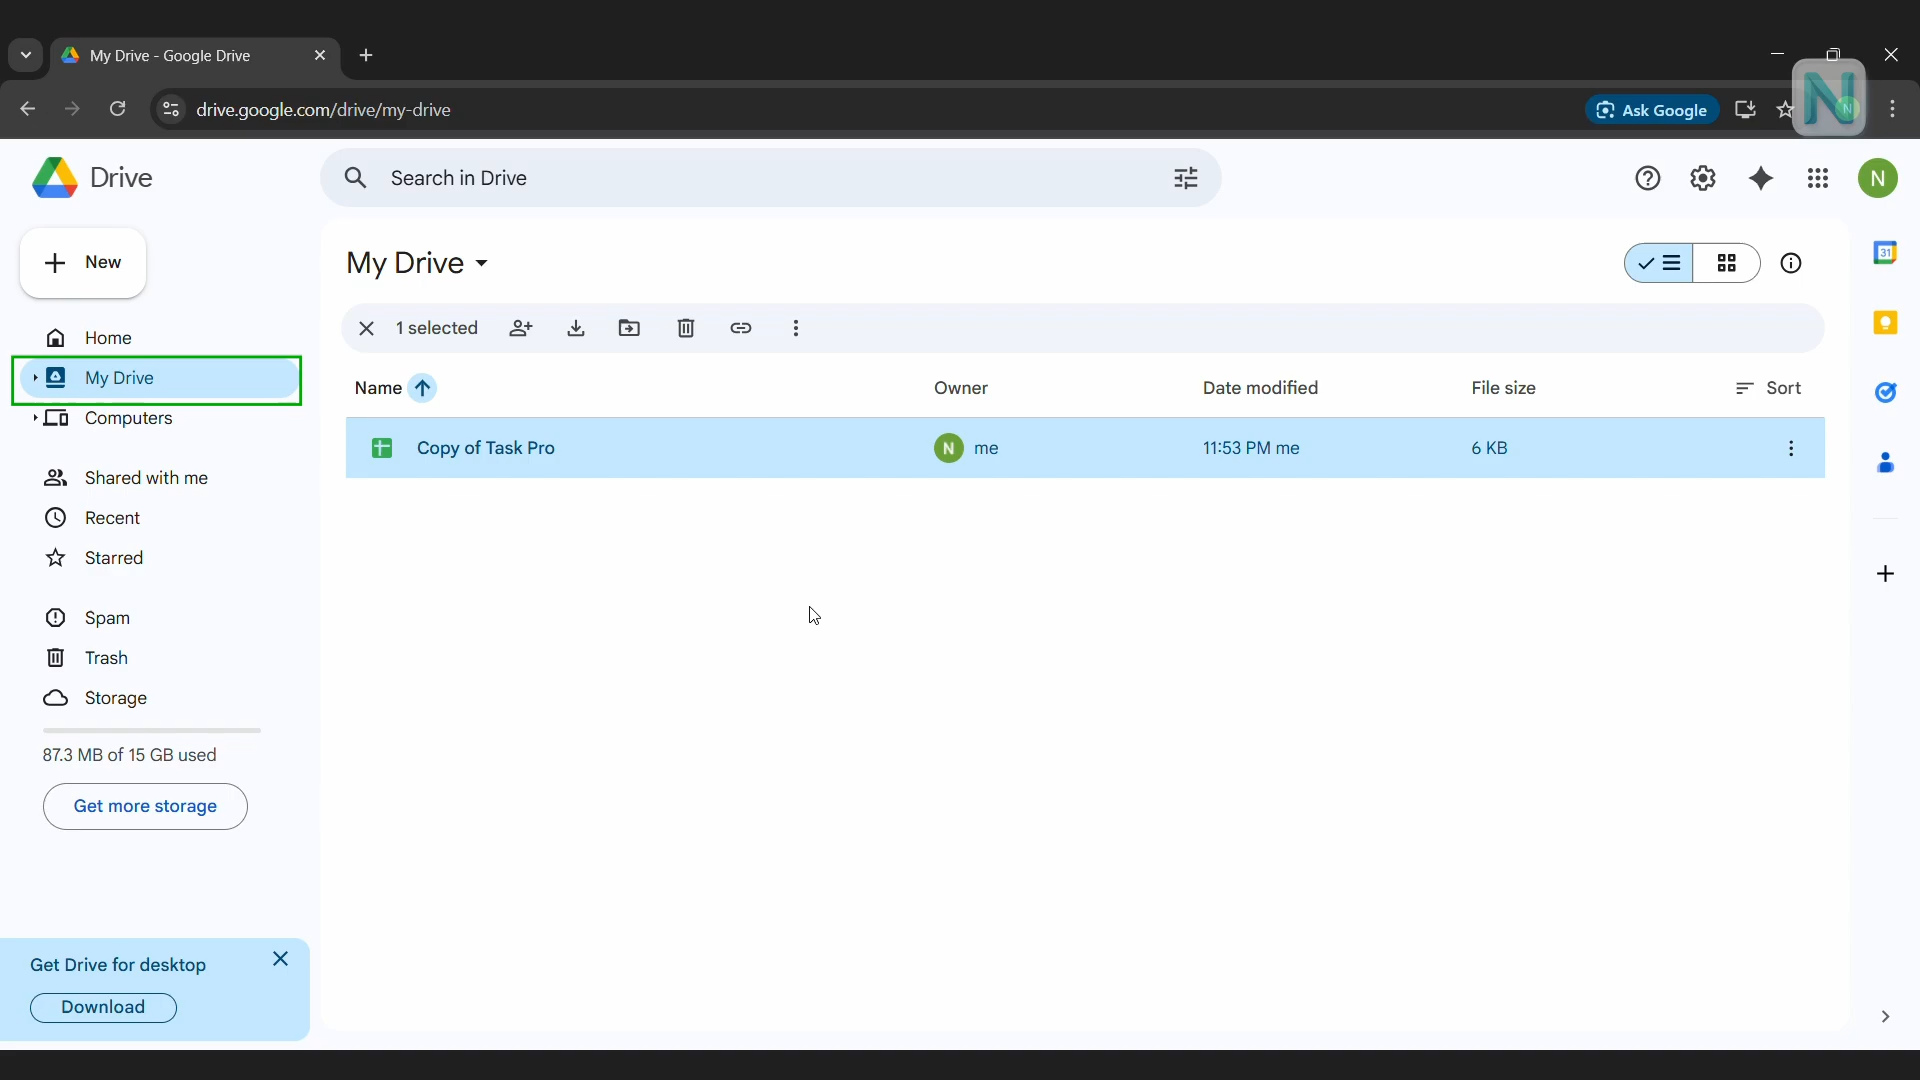 My Drive - Google Drive
drive.google.com/drive/my-drive
Ask Google
N
N
Drive
Search in Drive
N
New
My Drive
31
Home
1 selected
My Drive
Name
Owner
Date modified
File size
Sort
Computers
Copy of Task Pro
N
me
11:53 PM me
6 KB
Shared with me
Recent
Starred
Spam
Trash
Storage
87.3 MB of 15 GB used
Get more storage
Get Drive for desktop
Download